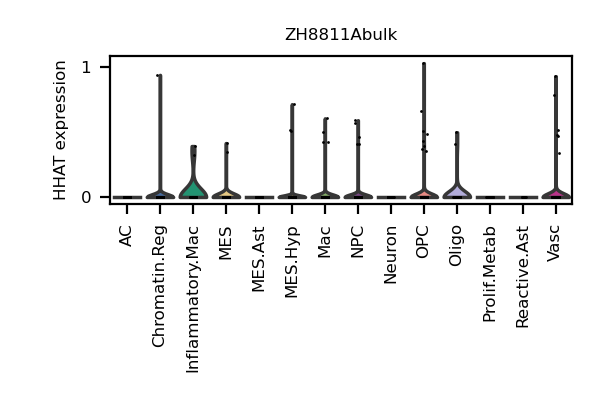 ZH8811Abulk
HHAT expression
1
0
AC
Chromatin.Reg
Inflammatory.Mac
MES
MES.Ast
MES.Hyp
Mac
NPC
Neuron
OPC
Oligo
Prolif.Metab
Reactive.Ast
Vasc